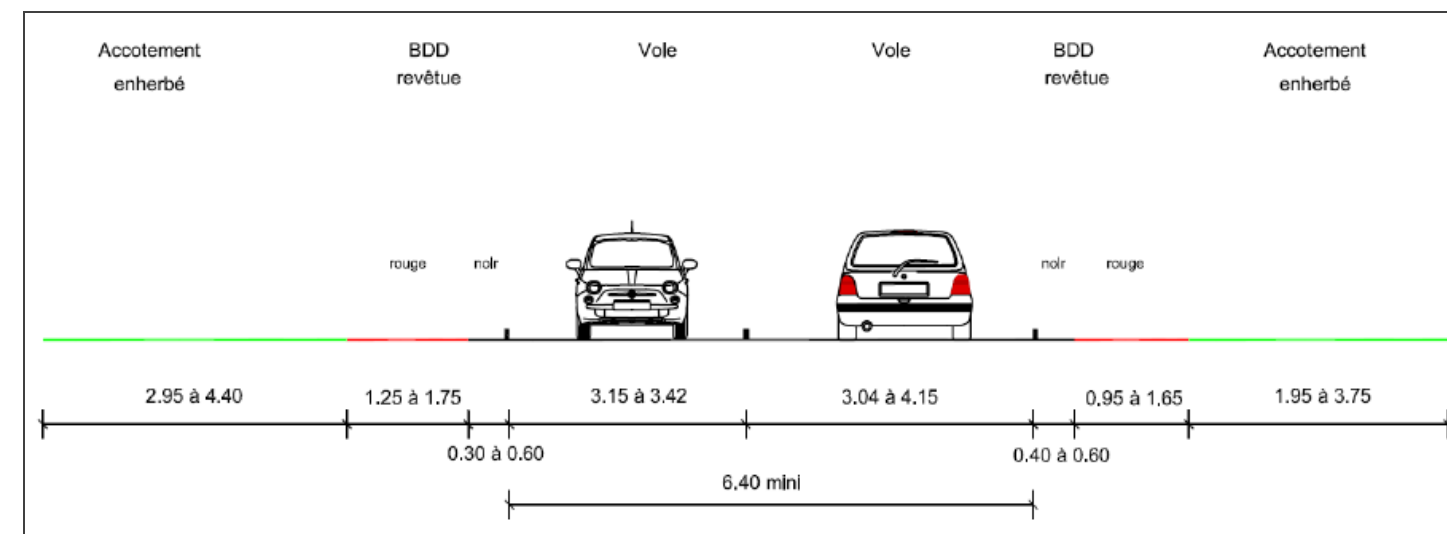 Accotement
enherbé
BDD
revêtue
Voie
Voie
BDD
revêtue
Accotement
enherbé
rouge
noir
noir
rouge
2.95 à 4.40
1.25 à 1.75
3.15 à 3.42
3.04 à 4.15
0.95 à 1.65
1.95 à 3.75
0.30 à 0.60
0.40 à 0.60
6.40 mini